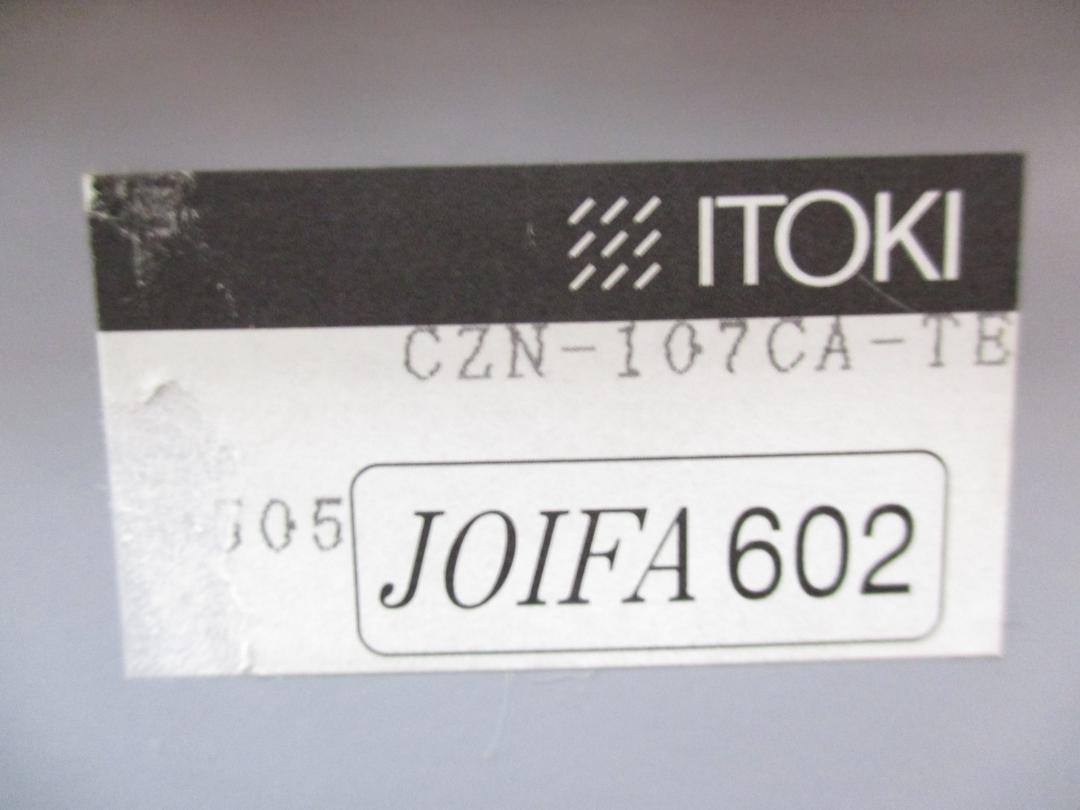 ITOKI
CZN-107CA-TE
05
JOIFA 602